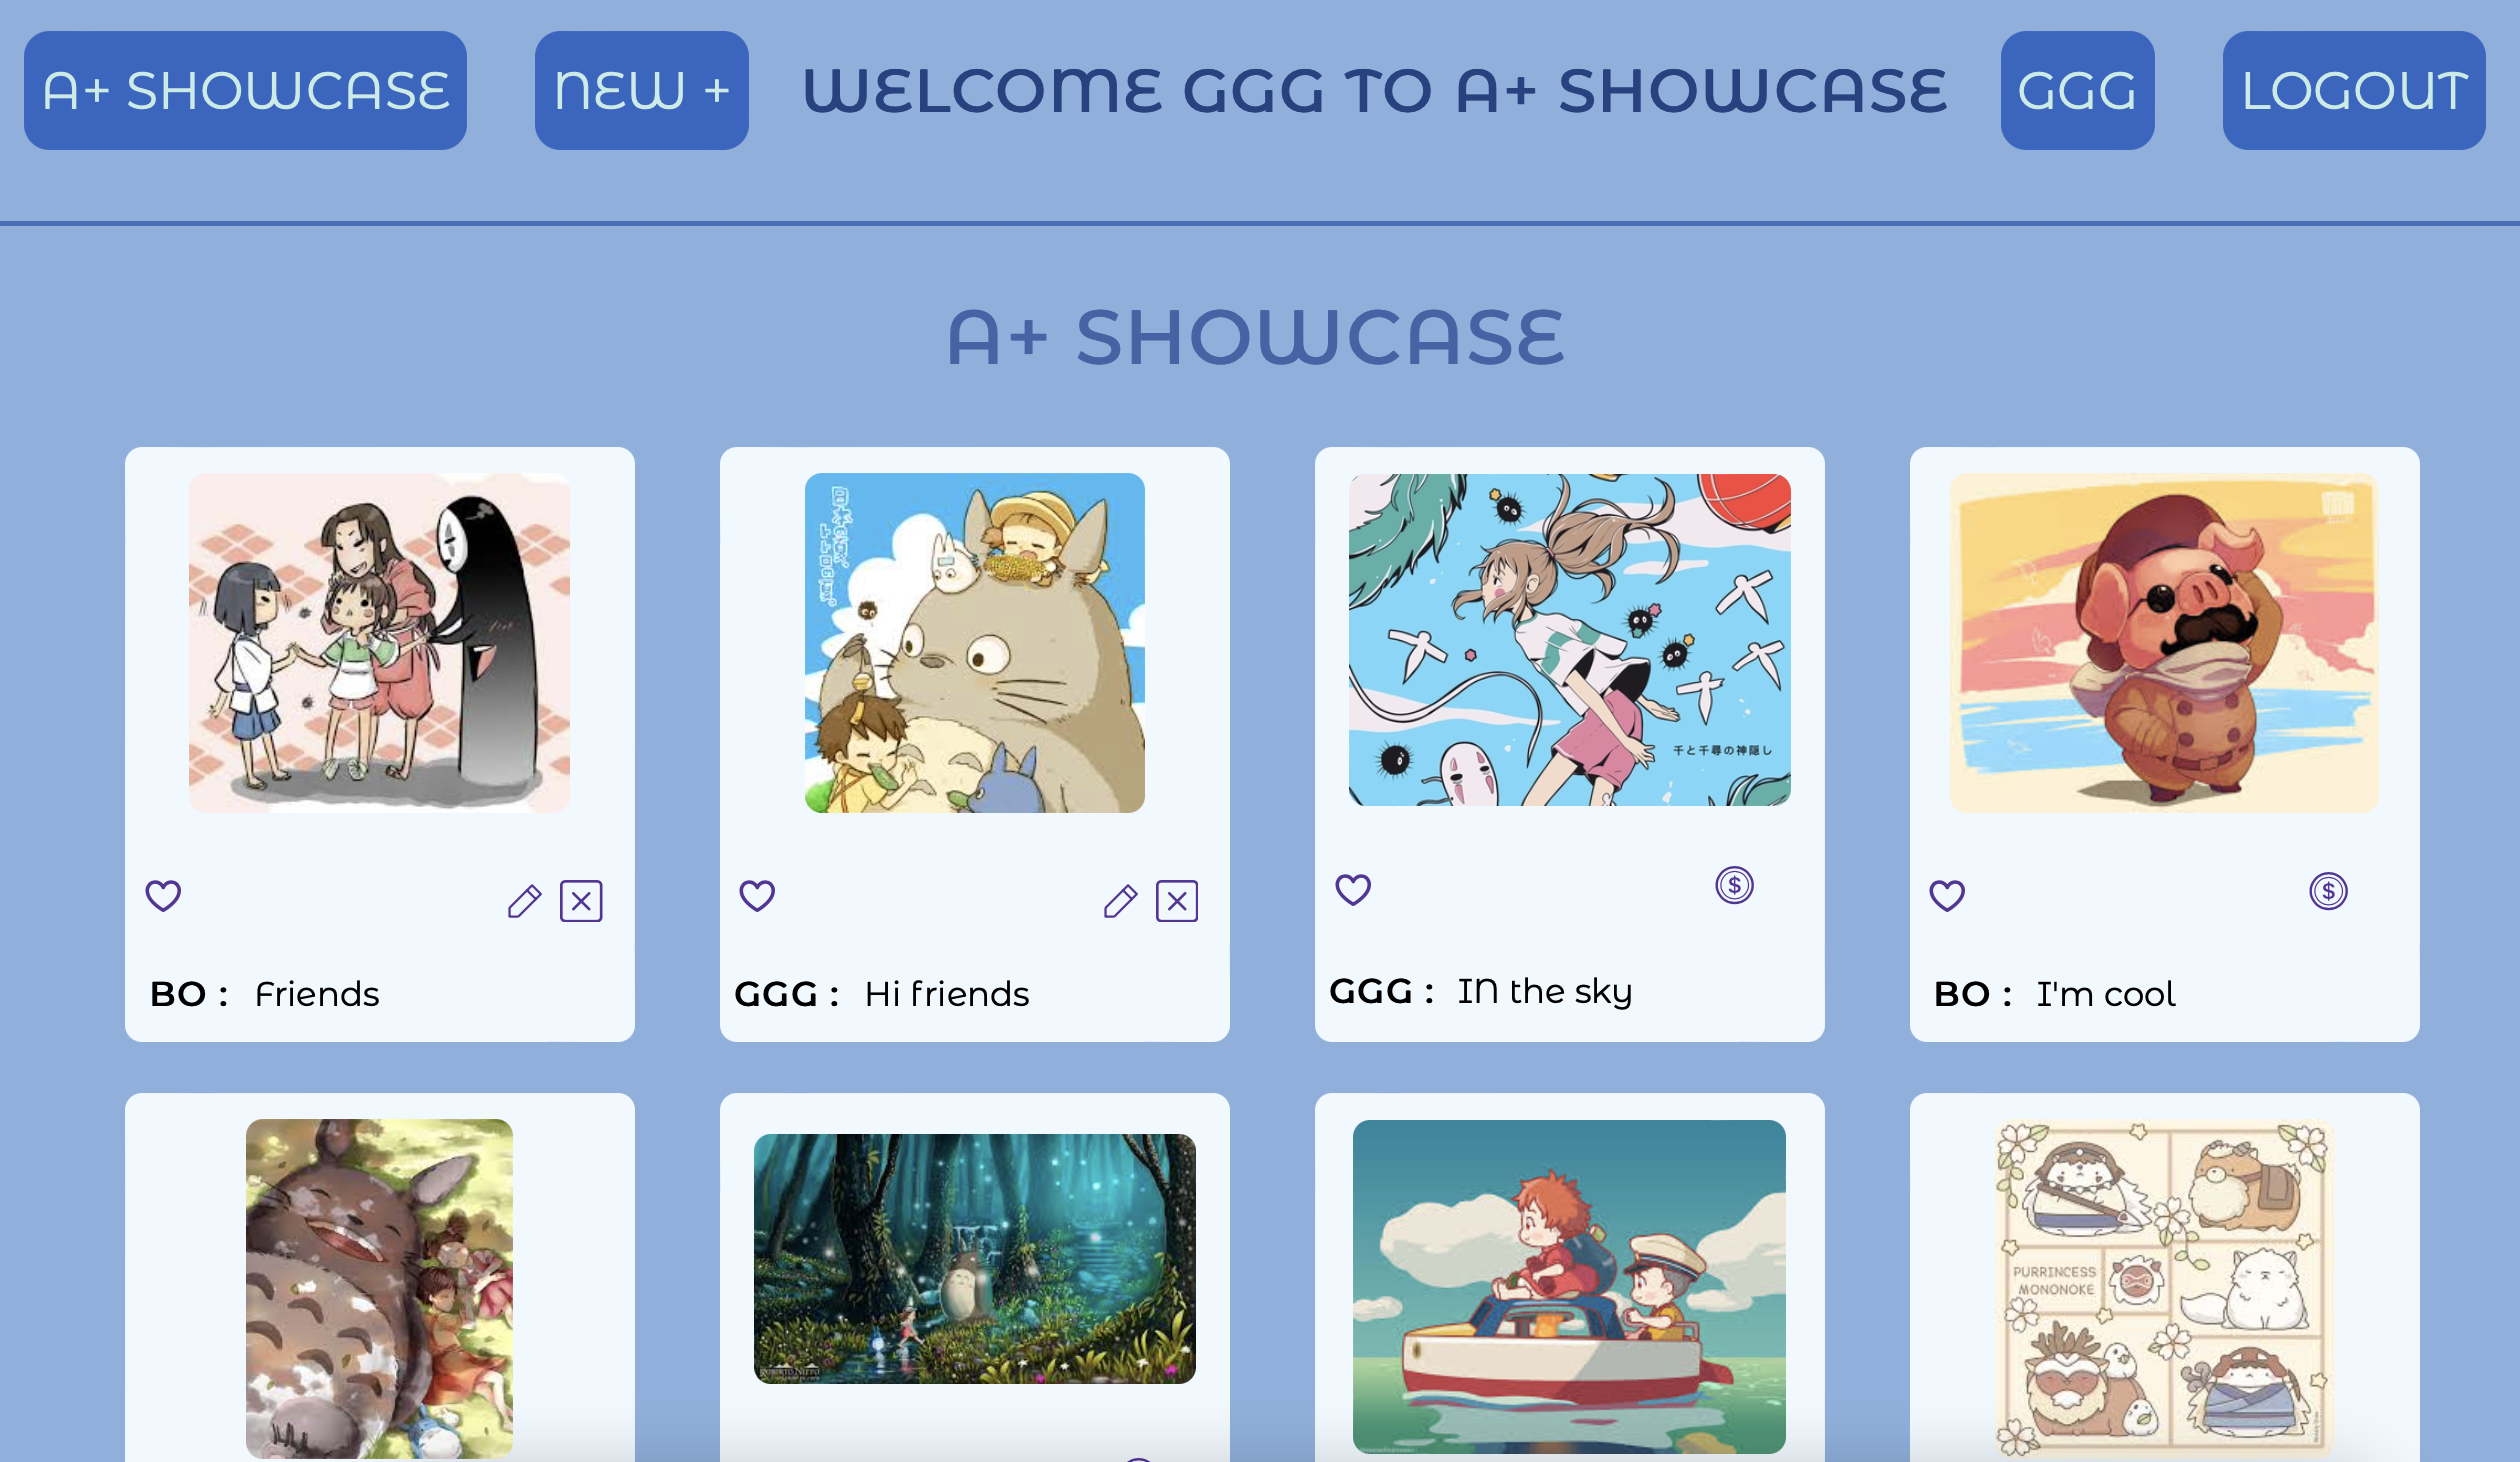 A+ SHOWCASE
NEW +
WELCOME GGG TO A+ SHOWCASE
GGG
LOGOUT
A+ SHOWCASE
千と千尋の神隠し
BO : Friends
GGG : Hi friends
GGG : IN the sky
BO : I'm cool
PURRINCESS
MONONOKE